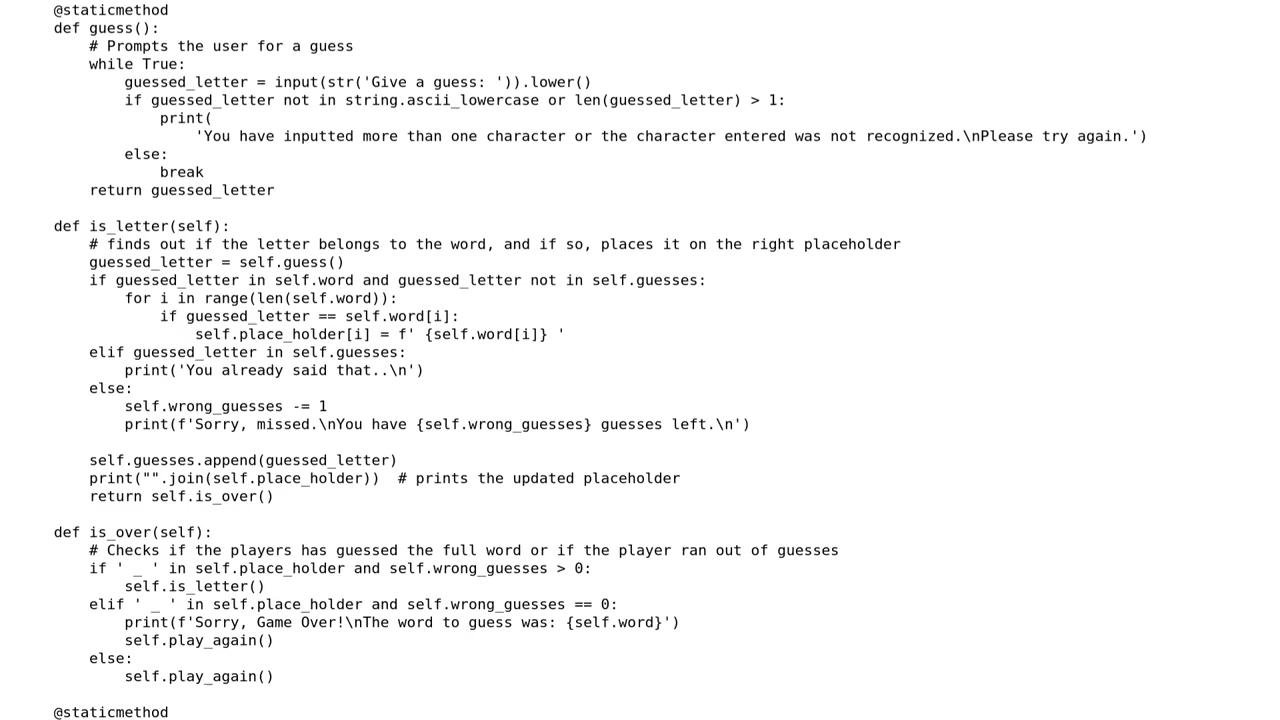 @staticmethod
def guess():
    # Prompts the user for a guess
    while True:
        guessed_letter = input(str('Give a guess: ')).lower()
        if guessed_letter not in string.ascii_lowercase or len(guessed_letter) > 1:
            print(
                'You have inputted more than one character or the character entered was not recognized.\nPlease try again.')
        else:
            break
    return guessed_letter

def is_letter(self):
    # finds out if the letter belongs to the word, and if so, places it on the right placeholder
    guessed_letter = self.guess()
    if guessed_letter in self.word and guessed_letter not in self.guesses:
        for i in range(len(self.word)):
            if guessed_letter == self.word[i]:
                self.place_holder[i] = f' {self.word[i]} '
    elif guessed_letter in self.guesses:
        print('You already said that..\n')
    else:
        self.wrong_guesses -= 1
        print(f'Sorry, missed.\nYou have {self.wrong_guesses} guesses left.\n')

    self.guesses.append(guessed_letter)
    print("".join(self.place_holder))  # prints the updated placeholder
    return self.is_over()

def is_over(self):
    # Checks if the players has guessed the full word or if the player ran out of guesses
    if ' _ ' in self.place_holder and self.wrong_guesses > 0:
        self.is_letter()
    elif ' _ ' in self.place_holder and self.wrong_guesses == 0:
        print(f'Sorry, Game Over!\nThe word to guess was: {self.word}')
        self.play_again()
    else:
        self.play_again()

@staticmethod